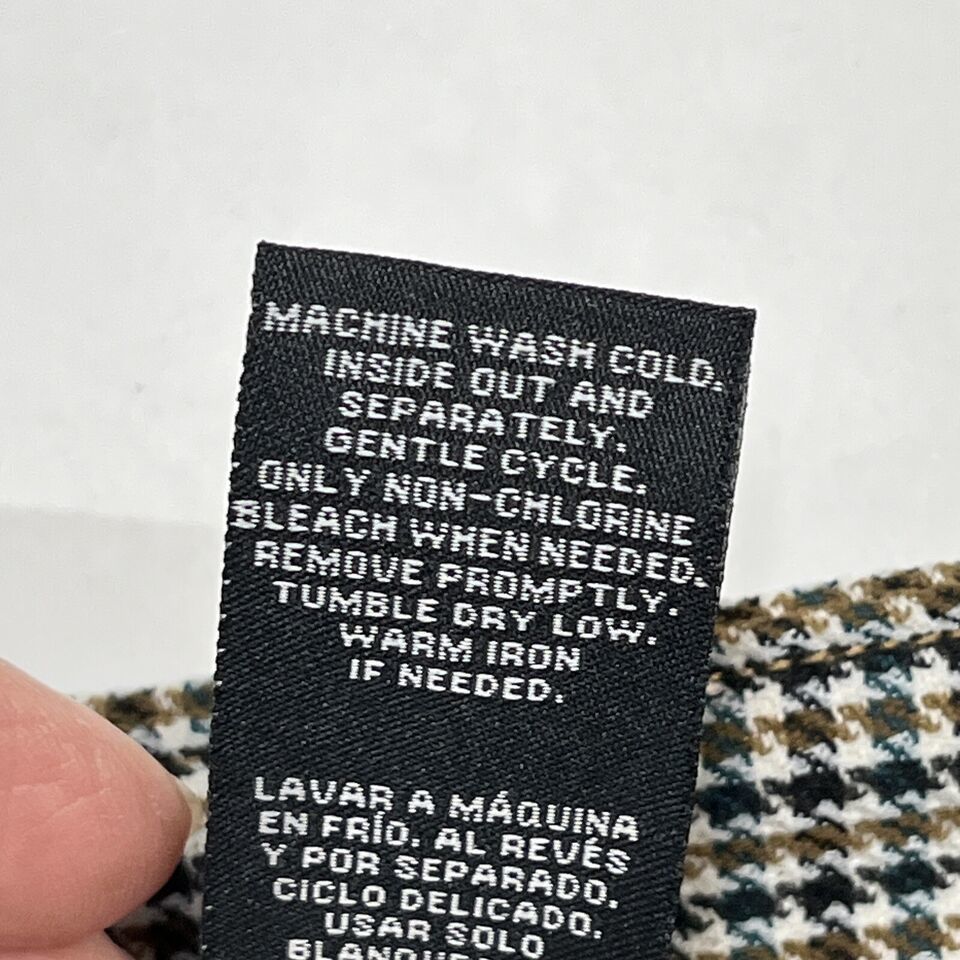 MACHINE WASH COLD.
INSIDE OUT AND
SEPARATELY.
GENTLE CYCLE.
ONLY NON-CHLORINE
BLEACH WHEN NEEDED.
REMOVE PROMPTLY.
TUMBLE DRY LOW.
WARM IRON
IF NEEDED.
LAVAR A MÁQUINA
EN FRÍO. AL REVÉS
Y POR SEPARADO.
CICLO DELICADO.
USAR SOLO